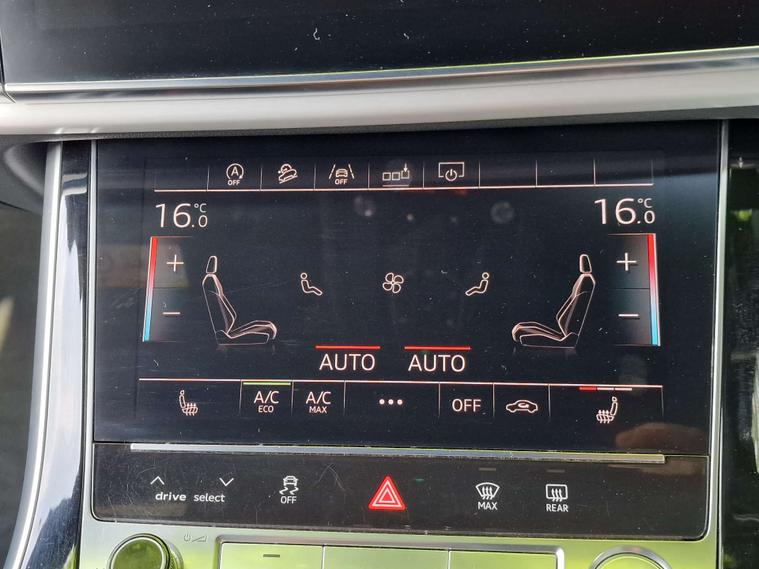 A
OFF
OFF
16.0 °C
16.0 °C
+
+
−
−
AUTO AUTO
A/C
ECO
A/C
MAX
•••
OFF
drive select
OFF
MAX
REAR